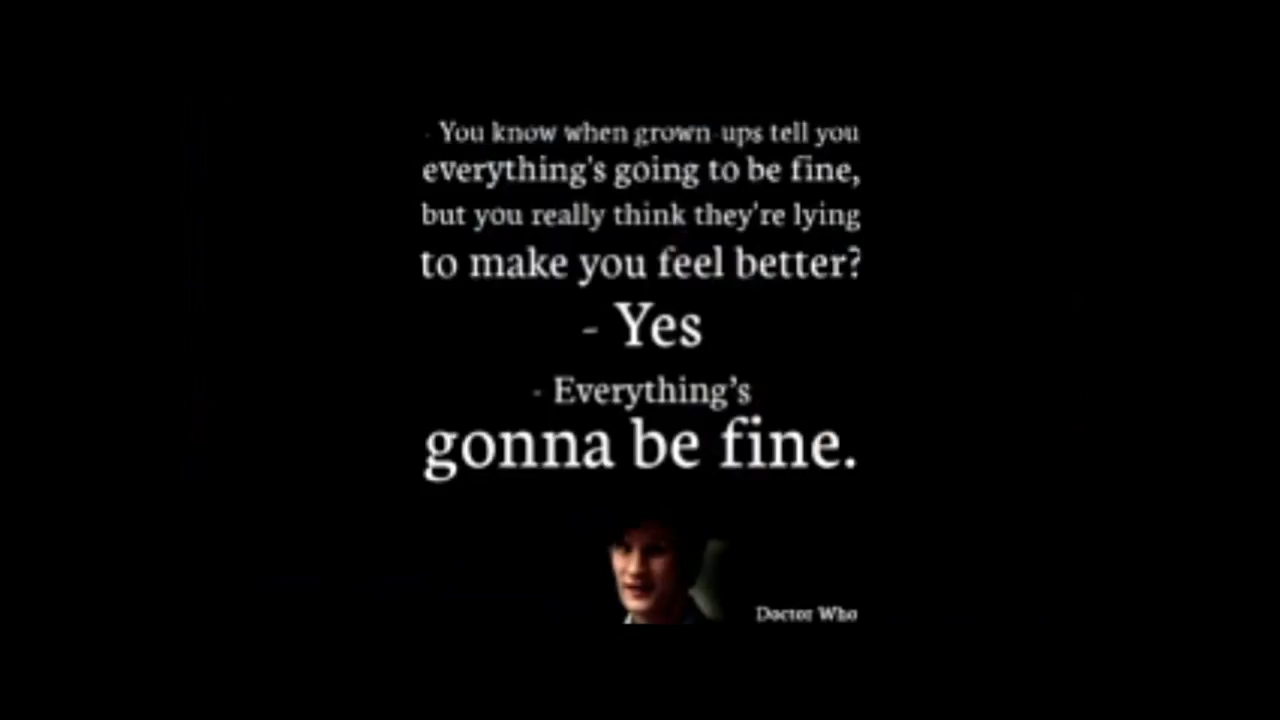 - You know when grown-ups tell you
everything's going to be fine,
but you really think they're lying
to make you feel better?
- Yes
- Everything’s
gonna be fine.
Doctor Who